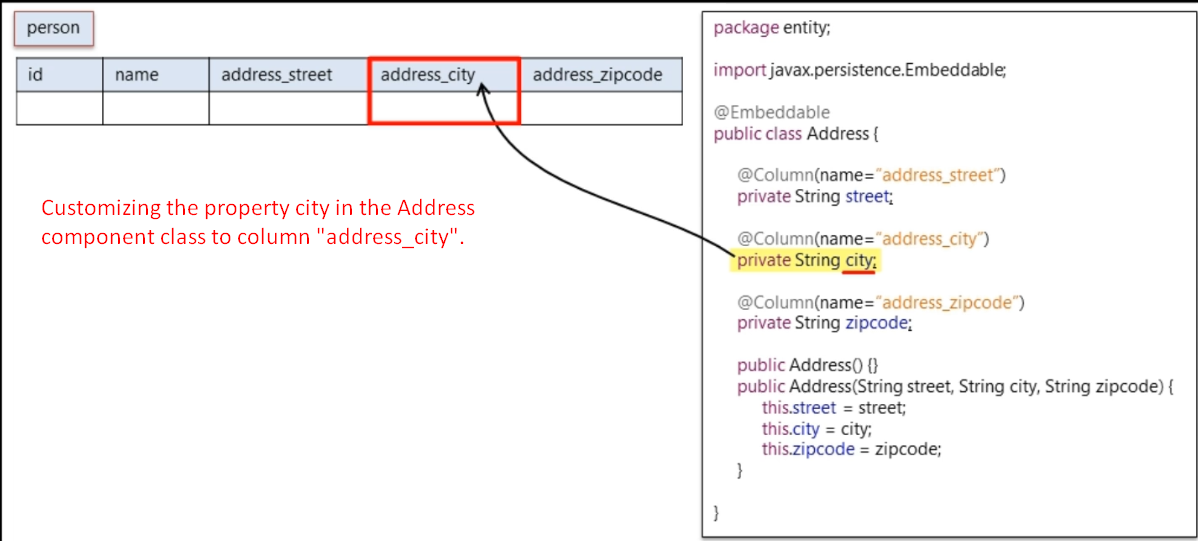 person
id name address_street address_city address_zipcode
Customizing the property city in the Address
component class to column "address_city".
package entity;
import javax.persistence.Embeddable;
@Embeddable
public class Address {
@Column(name=“address_street”)
private String street;
@Column(name=“address_city”)
private String city;
@Column(name=“address_zipcode”)
private String zipcode;
public Address() {}
public Address(String street, String city, String zipcode) {
this.street = street;
this.city = city;
this.zipcode = zipcode;
}
}